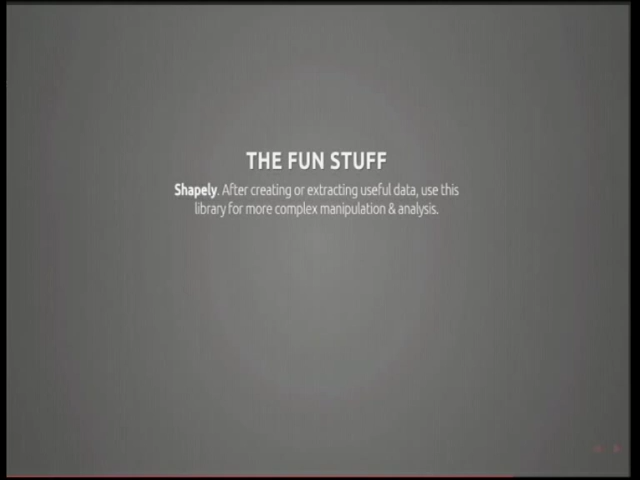 THE FUN STUFF
Shapely. After creating or extracting useful data, use this
library for more complex manipulation & analysis.